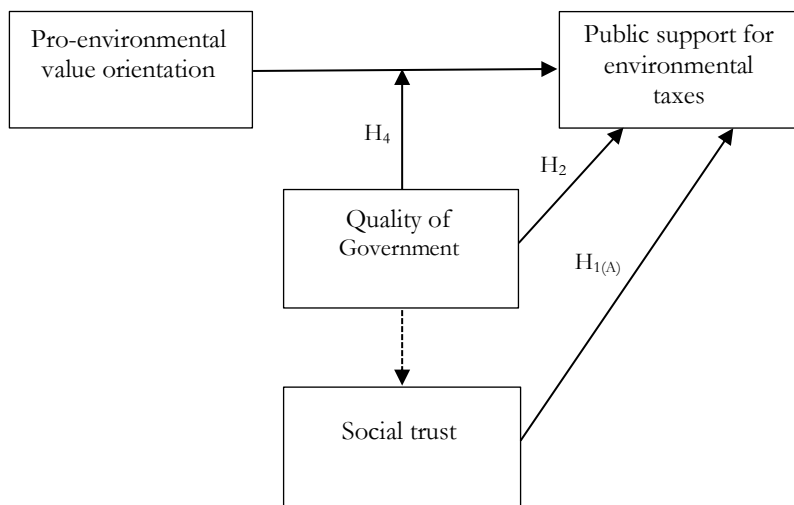 Pro-environmental
value orientation
Public support for
environmental
taxes
H₄
H₂
Quality of
Government
H₁₍A₎
Social trust